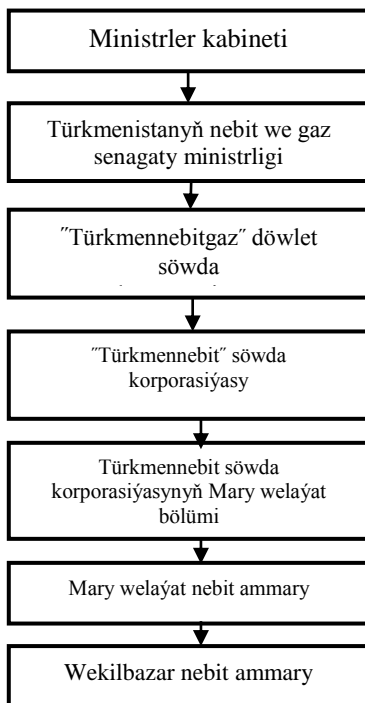 Ministrler kabineti
Türkmenistanyň nebit we gaz
senagaty ministrligi
˝Türkmennebitgaz˝ döwlet
söwda
˝Türkmennebit˝ söwda
korporasiýasy
Türkmennebit söwda
korporasiýasynyň Mary welaýat
bölümi
Mary welaýat nebit ammary
Wekilbazar nebit ammary